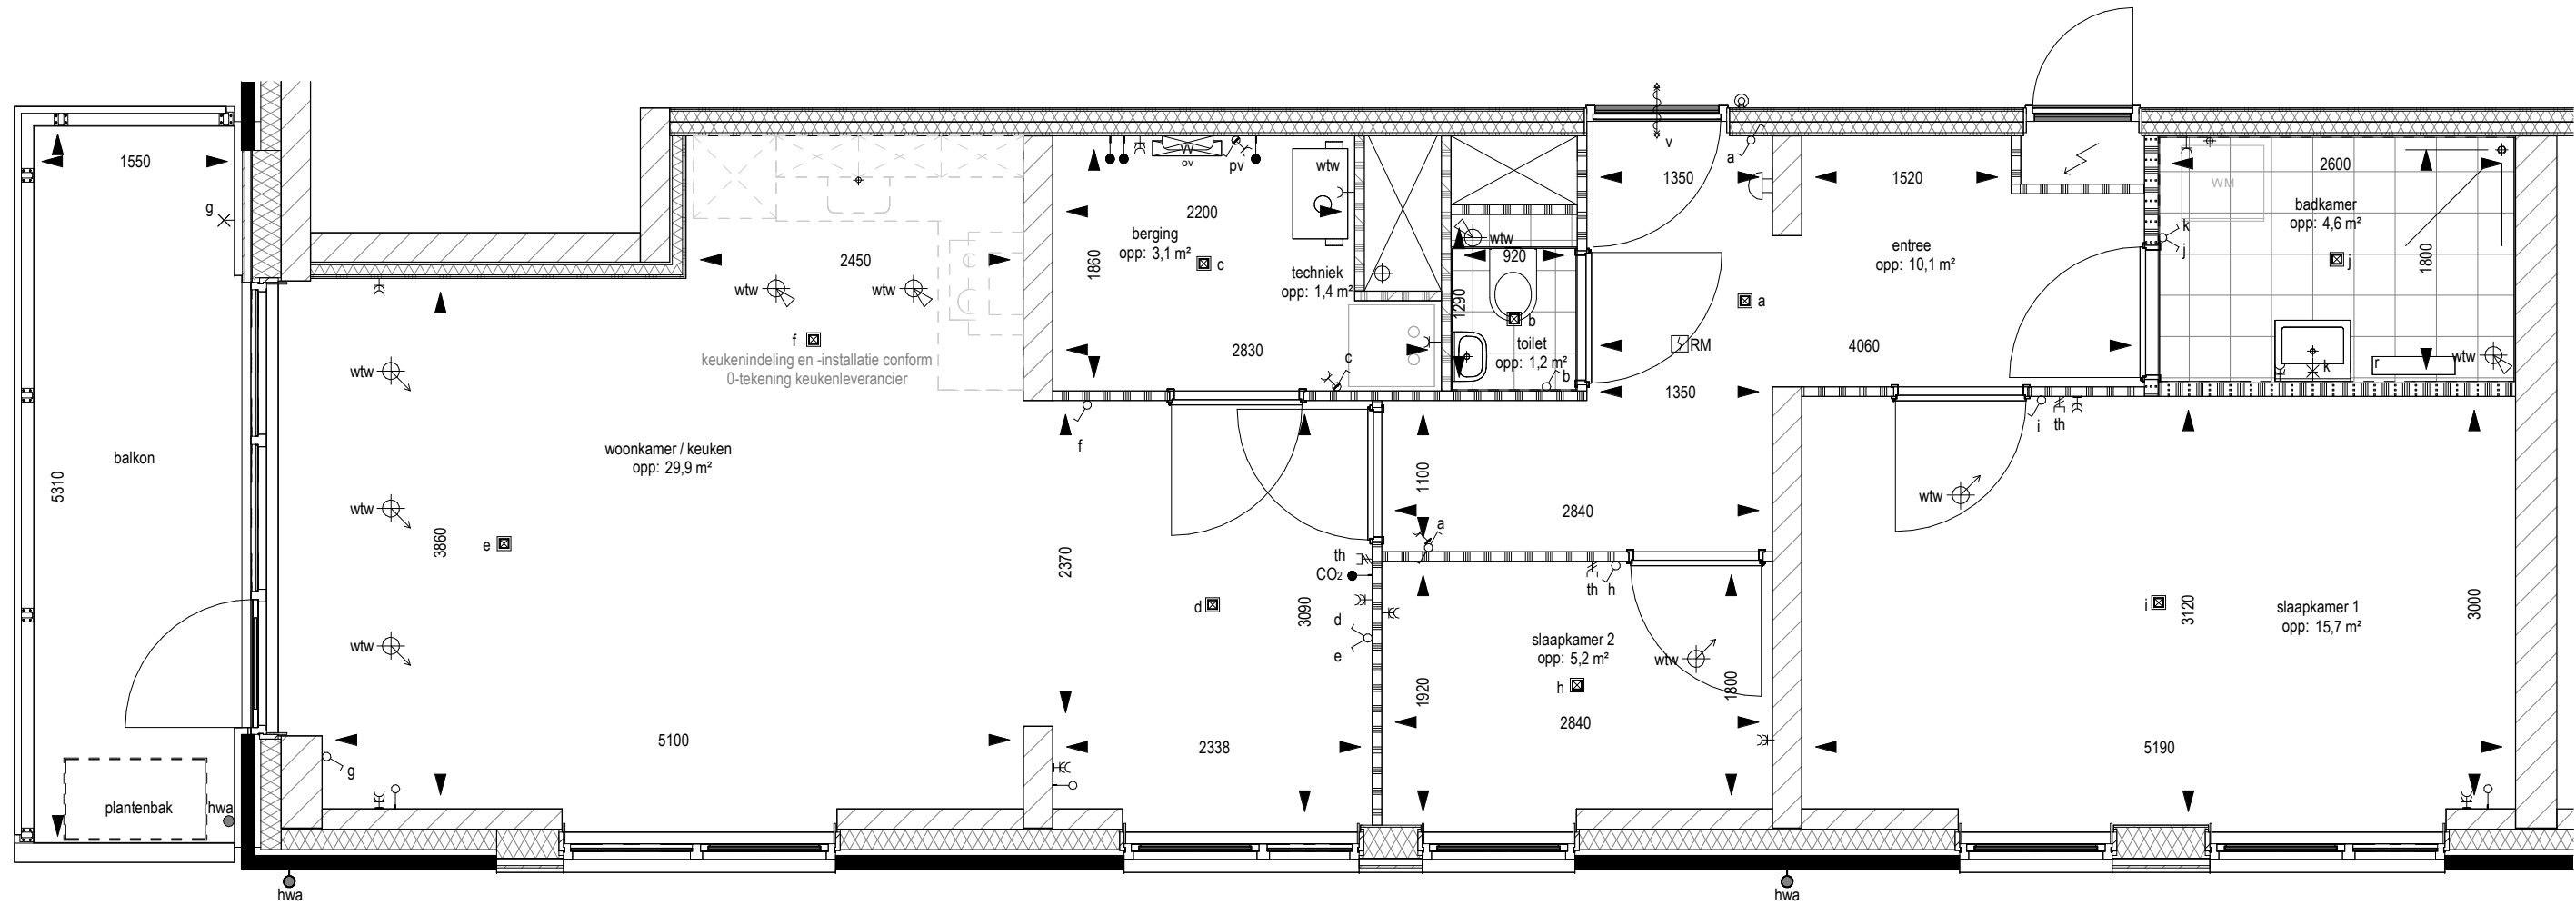 1550
g
5310
balkon
plantenbak
hwa
hwa
wtw
wtw
wtw
wtw
3860
e
g
woonkamer / keuken
opp: 29,9 m²
5100
2450
wtw
wtw
f
keukenindeling en -installatie conform
0-tekening keukenleverancier
f
2370
d
2338
3090
th
CO2
d
e
VV
ov
pv
wtw
2200
1860
berging
opp: 3,1 m²
c
techniek
opp: 1,4 m²
2830
c
wtw
920
1290
b
toilet
opp: 1,2 m²
b
v
a
1350
1520
a
RM
1350
4060
entree
opp: 10,1 m²
1100
2840
a
th
h
slaapkamer 2
opp: 5,2 m²
wtw
h
1920
1800
2840
hwa
WM
2600
badkamer
opp: 4,6 m²
k
j
j
1800
k
r
wtw
i
th
wtw
i
3120
slaapkamer 1
opp: 15,7 m²
3000
5190